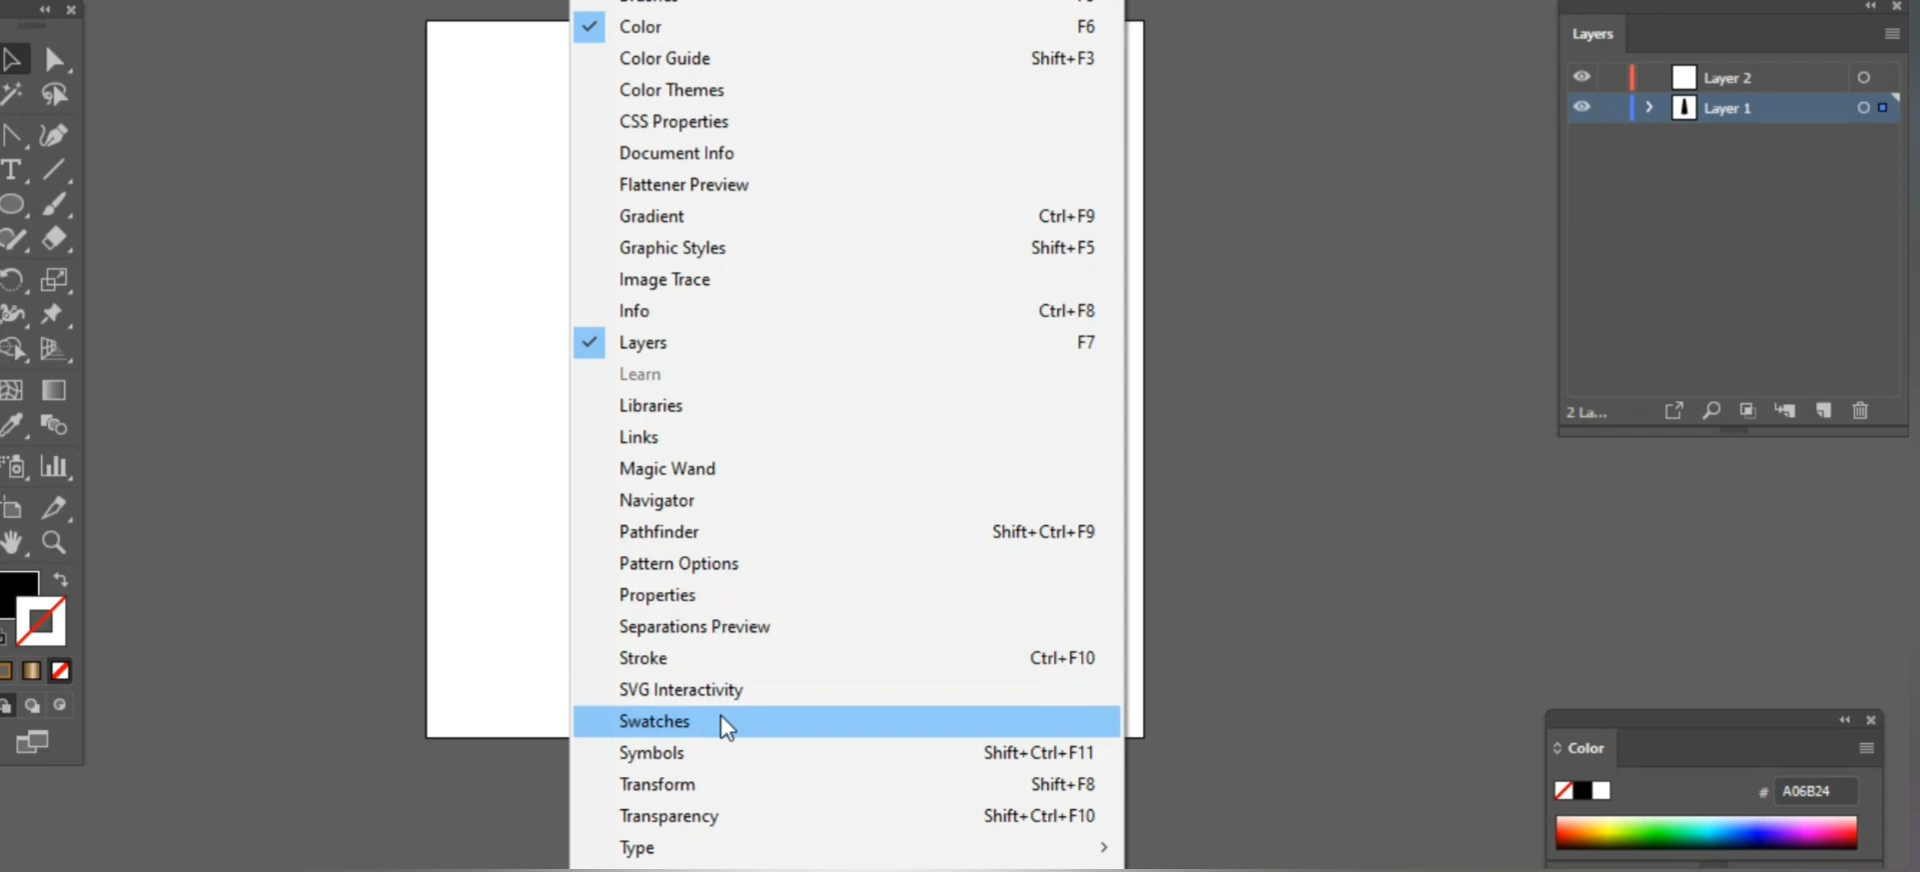 Color F6
Color Guide Shift+F3
Color Themes
CSS Properties
Document Info
Flattener Preview
Gradient Ctrl+F9
Graphic Styles Shift+F5
Image Trace
Info Ctrl+F8
Layers F7
Learn
Libraries
Links
Magic Wand
Navigator
Pathfinder Shift+Ctrl+F9
Pattern Options
Properties
Separations Preview
Stroke Ctrl+F10
SVG Interactivity
Swatches
Symbols Shift+Ctrl+F11
Transform Shift+F8
Transparency Shift+Ctrl+F10
Type
Layers
Layer 2
Layer 1
2 La...
Color
# A06B24